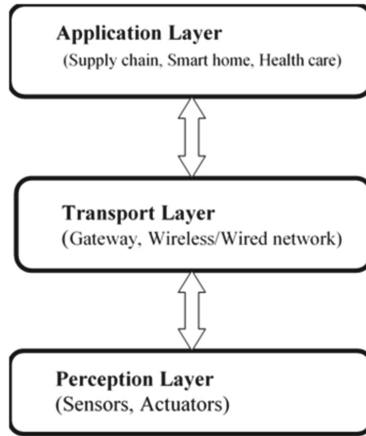 Application Layer
(Supply chain, Smart home, Health care)
Transport Layer
(Gateway, Wireless/Wired network)
Perception Layer
(Sensors, Actuators)